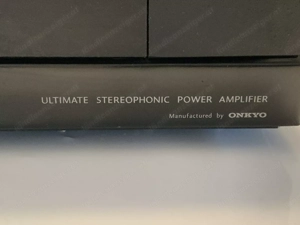 ULTIMATE STEREOPHONIC POWER AMPLIFIER
Manufactured by ONKYO